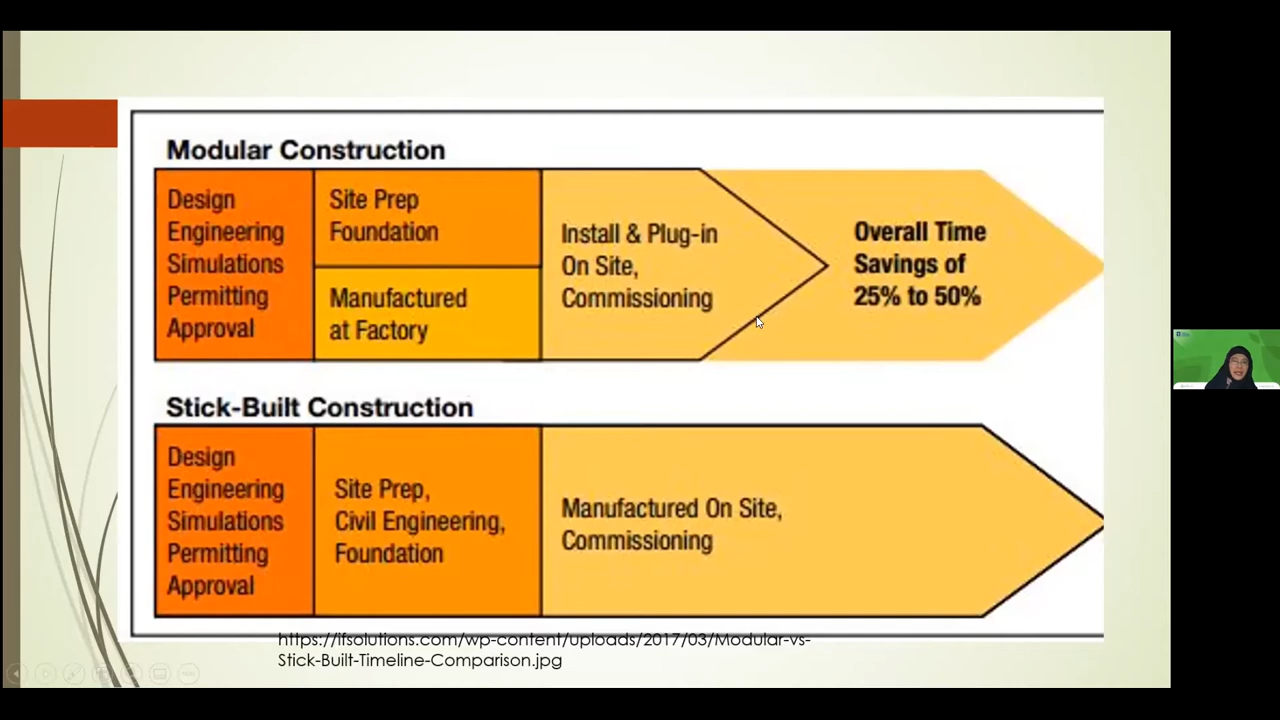 Modular Construction
Design
Engineering
Simulations
Permitting
Approval
Site Prep
Foundation
Manufactured
at Factory
Install & Plug-in
On Site,
Commissioning
Overall Time
Savings of
25% to 50%
Stick-Built Construction
Design
Engineering
Simulations
Permitting
Approval
Site Prep,
Civil Engineering,
Foundation
Manufactured On Site,
Commissioning
https://ifsolutions.com/wp-content/uploads/2017/03/Modular-vs-
Stick-Built-Timeline-Comparison.jpg